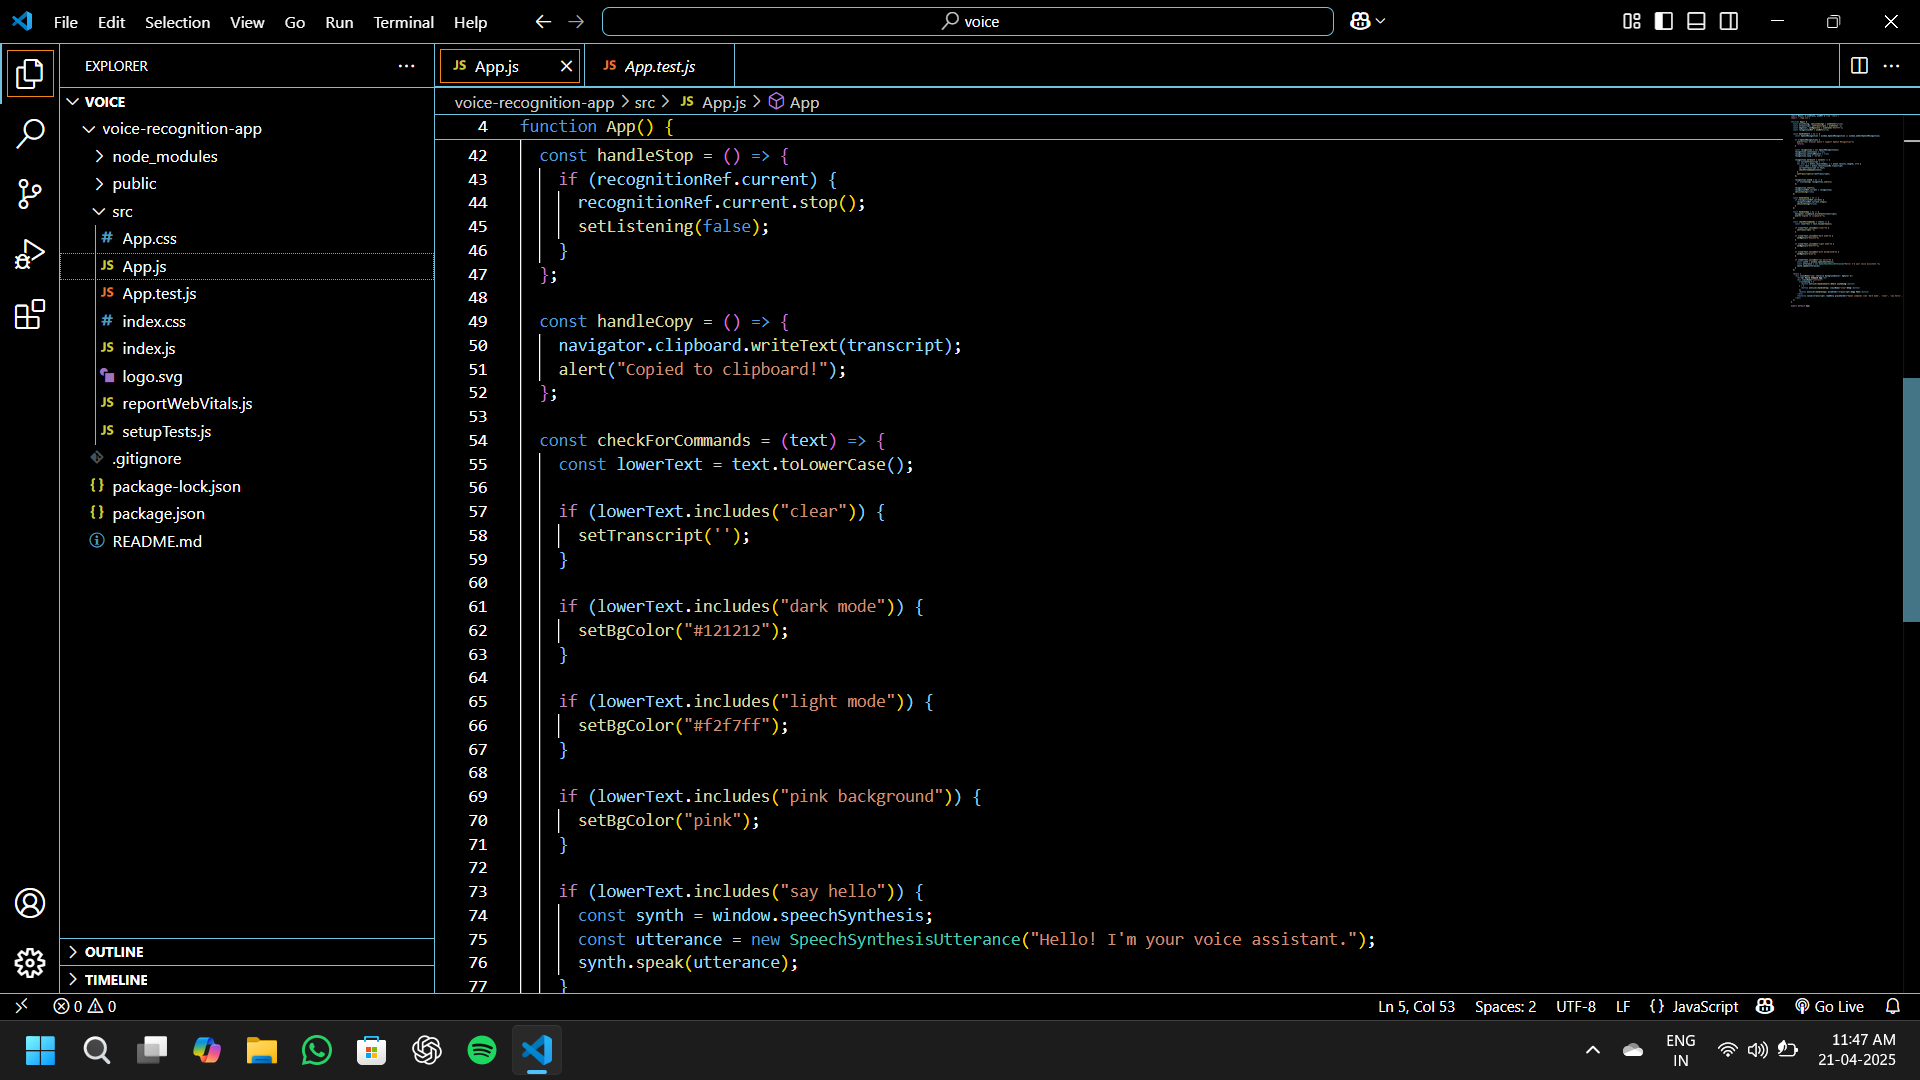 File Edit Selection View Go Run Terminal Help
voice
EXPLORER
VOICE
voice-recognition-app
node_modules
public
src
# App.css
JS App.js
JS App.test.js
# index.css
JS index.js
logo.svg
JS reportWebVitals.js
JS setupTests.js
.gitignore
{} package-lock.json
{} package.json
README.md
OUTLINE
TIMELINE
JS App.js
JS App.test.js
voice-recognition-app > src > JS App.js > App
4 function App() {
42 const handleStop = () => {
43 if (recognitionRef.current) {
44 recognitionRef.current.stop();
45 setListening(false);
46 }
47 };
48
49 const handleCopy = () => {
50 navigator.clipboard.writeText(transcript);
51 alert("Copied to clipboard!");
52 };
53
54 const checkForCommands = (text) => {
55 const lowerText = text.toLowerCase();
56
57 if (lowerText.includes("clear")) {
58 setTranscript('');
59 }
60
61 if (lowerText.includes("dark mode")) {
62 setBgColor("#121212");
63 }
64
65 if (lowerText.includes("light mode")) {
66 setBgColor("#f2f7ff");
67 }
68
69 if (lowerText.includes("pink background")) {
70 setBgColor("pink");
71 }
72
73 if (lowerText.includes("say hello")) {
74 const synth = window.speechSynthesis;
75 const utterance = new SpeechSynthesisUtterance("Hello! I'm your voice assistant.");
76 synth.speak(utterance);
77 }
0 0
Ln 5, Col 53 Spaces: 2 UTF-8 LF {} JavaScript Go Live
ENG
IN
11:47 AM
21-04-2025